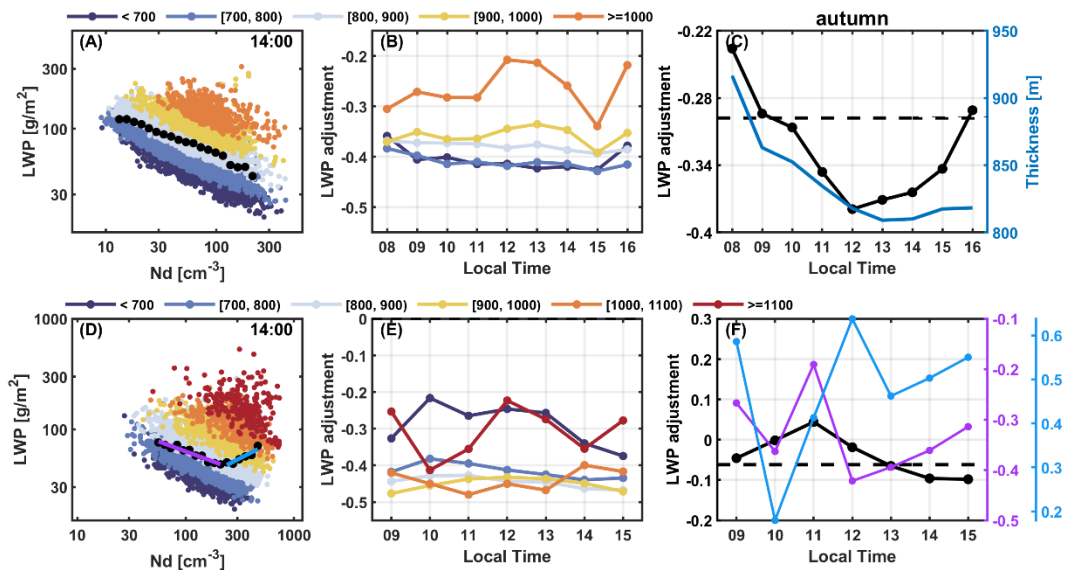 < 700 [700, 800) [800, 900) [900, 1000) >=1000
autumn
(A) 14:00
300
100
30
10 30 100 300
LWP [g/m2]
Nd [cm-3]
(B)
-0.2
-0.3
-0.4
-0.5
08 09 10 11 12 13 14 15 16
LWP adjustment
Local Time
(C)
-0.22
-0.28
-0.34
-0.4
950
900
850
800
08 09 10 11 12 13 14 15 16
LWP adjustment
Thickness [m]
Local Time
< 700 [700, 800) [800, 900) [900, 1000) [1000, 1100) >=1100
(D) 14:00
1000
300
100
30
10 30 100 300 1000
LWP [g/m2]
Nd [cm-3]
(E)
0
-0.1
-0.2
-0.3
-0.4
-0.5
09 10 11 12 13 14 15
LWP adjustment
Local Time
(F)
0.3
0.2
0.1
0
-0.1
-0.2
-0.1
-0.2
-0.3
-0.4
-0.5
0.6
0.5
0.4
0.3
0.2
09 10 11 12 13 14 15
LWP adjustment
Local Time